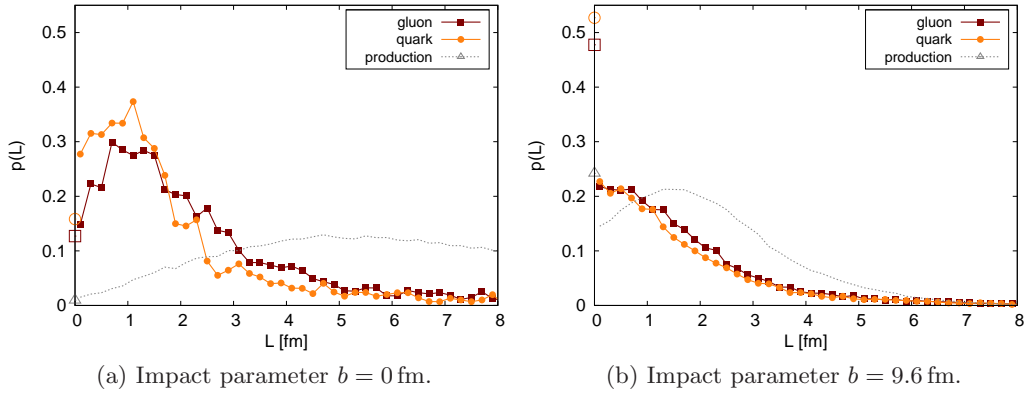 0.5
0.4
0.3
0.2
0.1
0
p(L)
gluon
quark
production
0 1 2 3 4 5 6 7 8
L [fm]
(a) Impact parameter b = 0 fm.
0.5
0.4
0.3
0.2
0.1
0
p(L)
gluon
quark
production
0 1 2 3 4 5 6 7 8
L [fm]
(b) Impact parameter b = 9.6 fm.